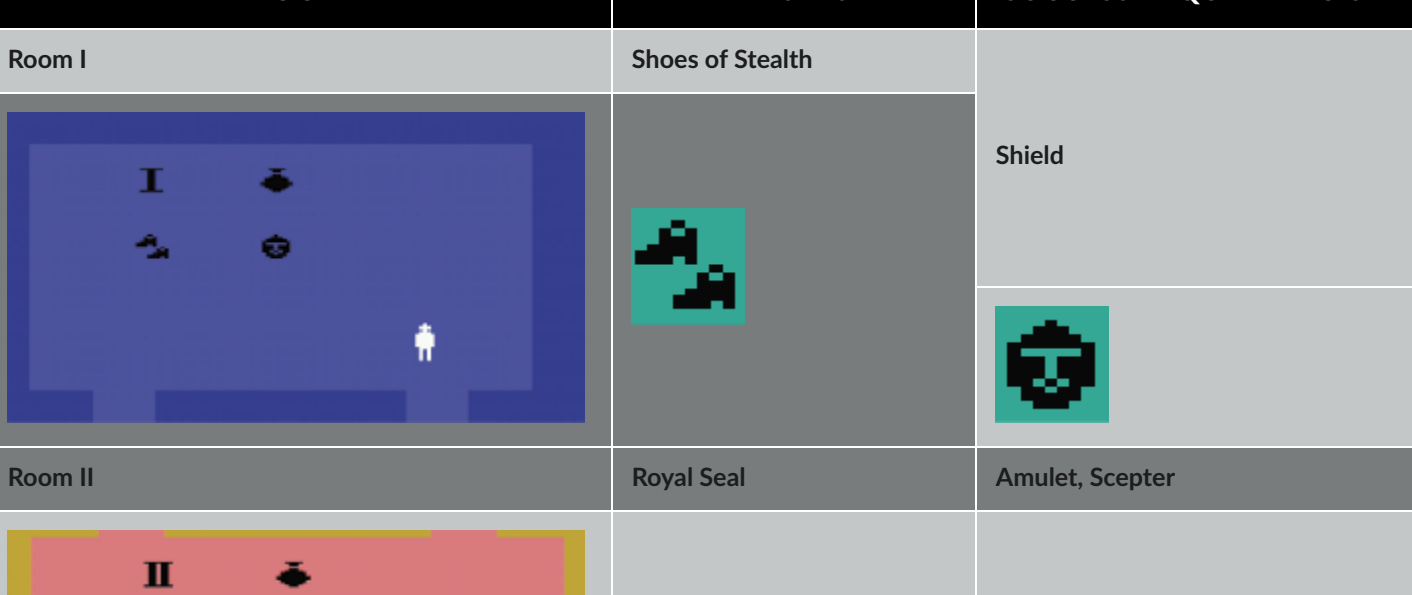 Room I
Shoes of Stealth
Shield
I
Room II
Royal Seal
Amulet, Scepter
II